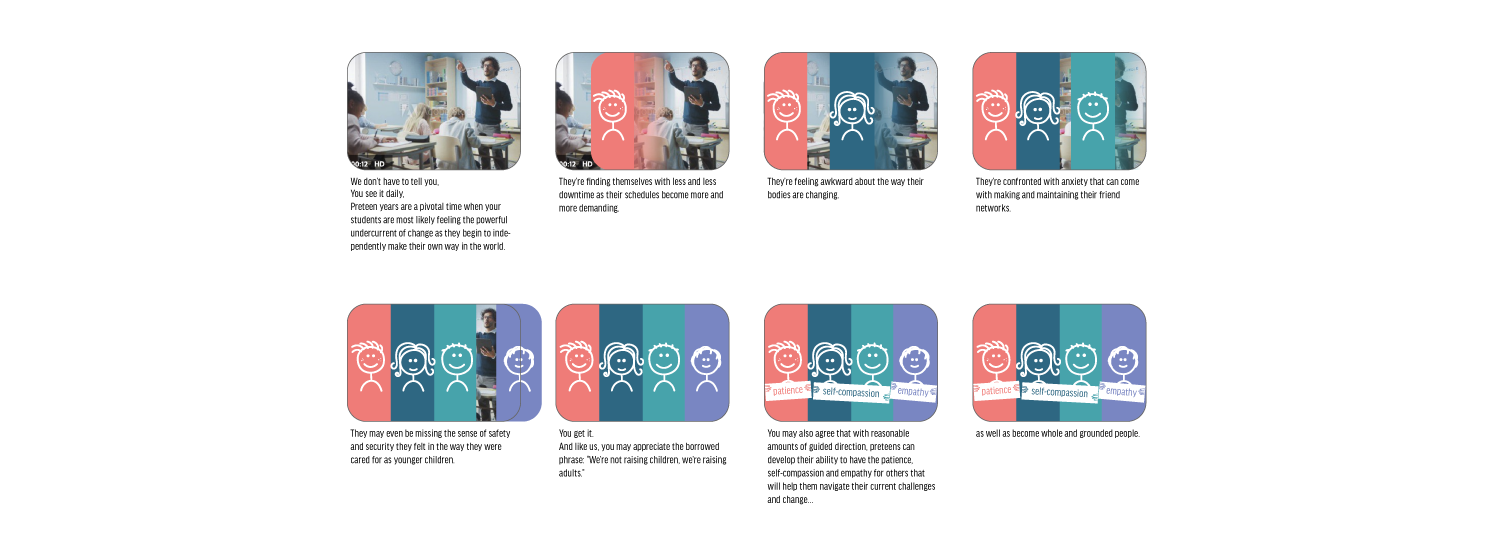 00:12 HD
We don't have to tell you,
You see it daily,
Preteen years are a pivotal time when your
students are most likely feeling the powerful
undercurrent of change as they begin to inde-
pendently make their own way in the world.
00:12 HD
They're finding themselves with less and less
downtime as their schedules become more and
more demanding,
They're feeling awkward about the way their
bodies are changing.
They're confronted with anxiety that can come
with making and maintaining their friend
networks.
They may even be missing the sense of safety
and security they felt in the way they were
cared for as younger children.
You get it.
And like us, you may appreciate the borrowed
phrase: "We're not raising children, we're raising
adults."
patience self-compassion empathy
You may also agree that with reasonable
amounts of guided direction, preteens can
develop their ability to have the patience,
self-compassion and empathy for others that
will help them navigate their current challenges
and change...
patience self-compassion empathy
as well as become whole and grounded people.